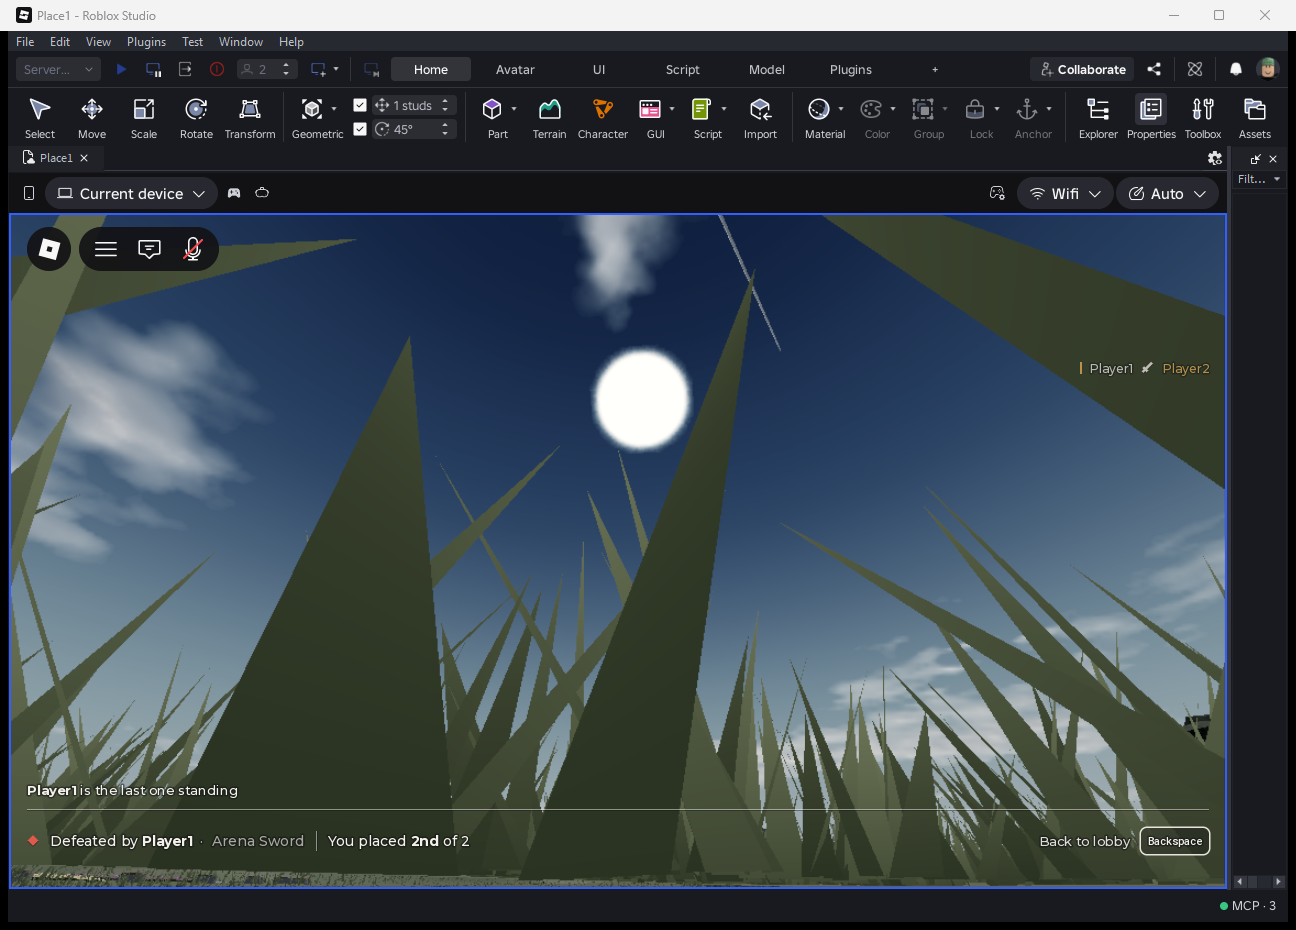 Place1 - Roblox Studio
File Edit View Plugins Test Window Help
Server... 2 Home Avatar UI Script Model Plugins + Collaborate
1 studs
45°
Select Move Scale Rotate Transform Geometric Part Terrain Character GUI Script Import Material Color Group Lock Anchor Explorer Properties Toolbox Assets
Place1
Filt...
Current device Wifi Auto
Player1 Player2
Player1 is the last one standing
Defeated by Player1 · Arena Sword You placed 2nd of 2 Back to lobby Backspace
MCP · 3